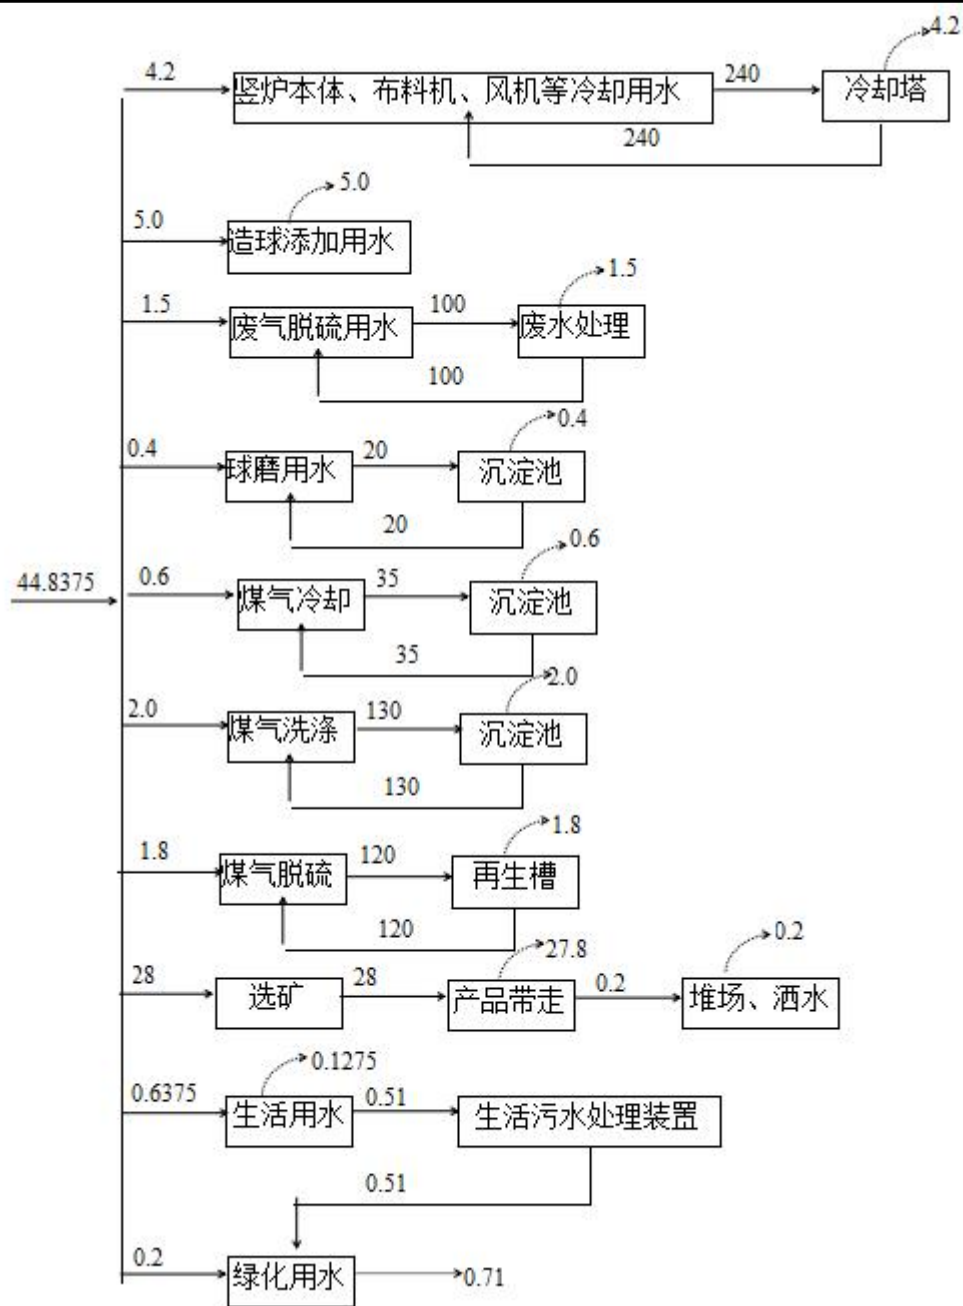 4.2
4.2
竖炉本体、布料机、风机等冷却用水
240
冷却塔
240
5.0
5.0
造球添加用水
1.5
1.5
废气脱硫用水
100
废水处理
100
0.4
0.4
球磨用水
20
沉淀池
20
44.8375
0.6
0.6
煤气冷却
35
沉淀池
35
2.0
2.0
煤气洗涤
130
沉淀池
130
1.8
1.8
煤气脱硫
120
再生槽
120
28
选矿
28
27.8
产品带走
0.2
0.2
堆场、洒水
0.1275
0.6375
生活用水
0.51
生活污水处理装置
0.51
0.2
绿化用水
0.71